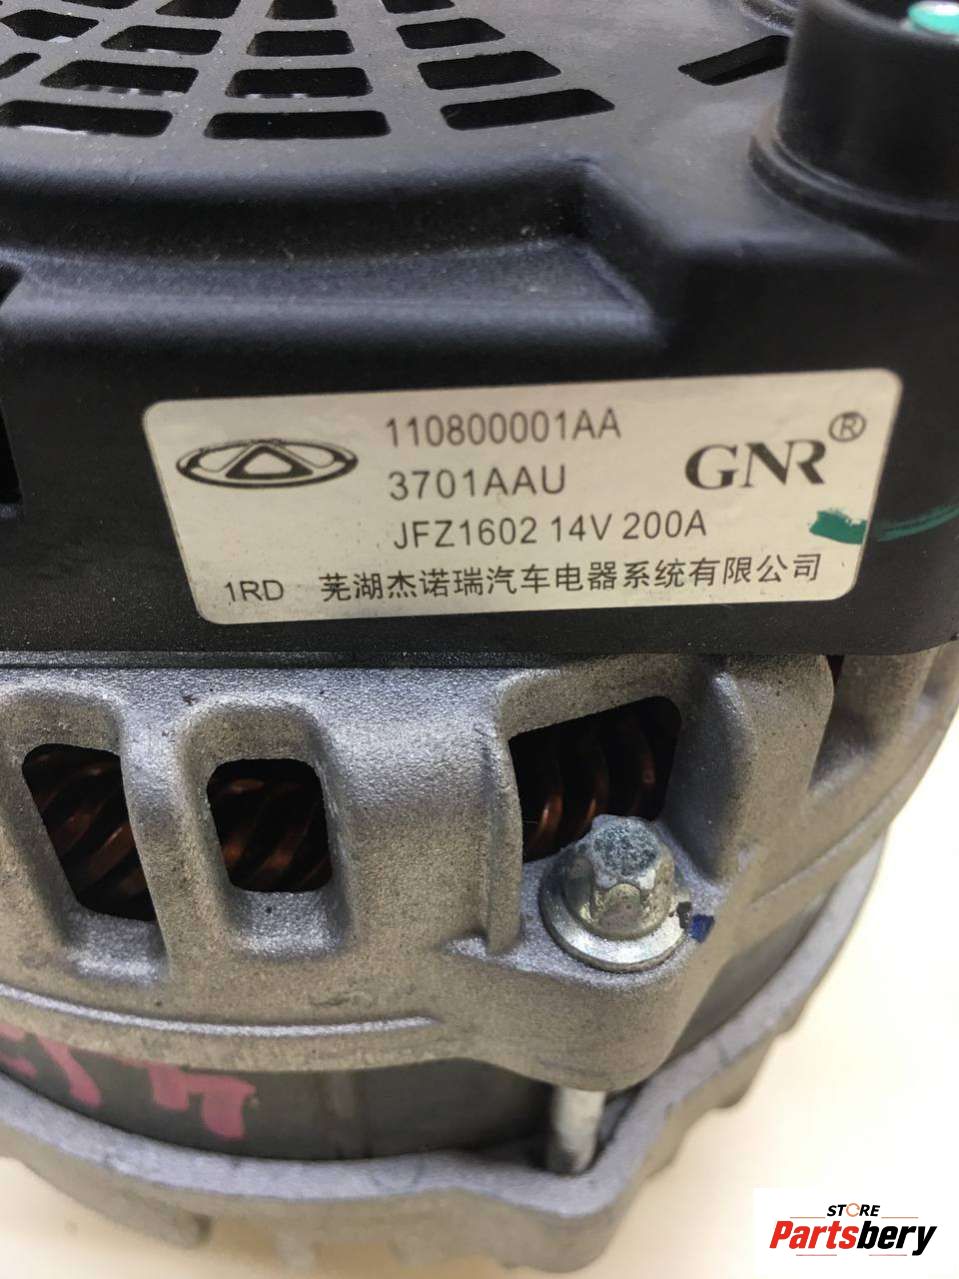 110800001AA
3701AAU
GNR®
JFZ1602 14V 200A
1RD 芜湖杰诺瑞汽车电器系统有限公司
STORE
Partsbery